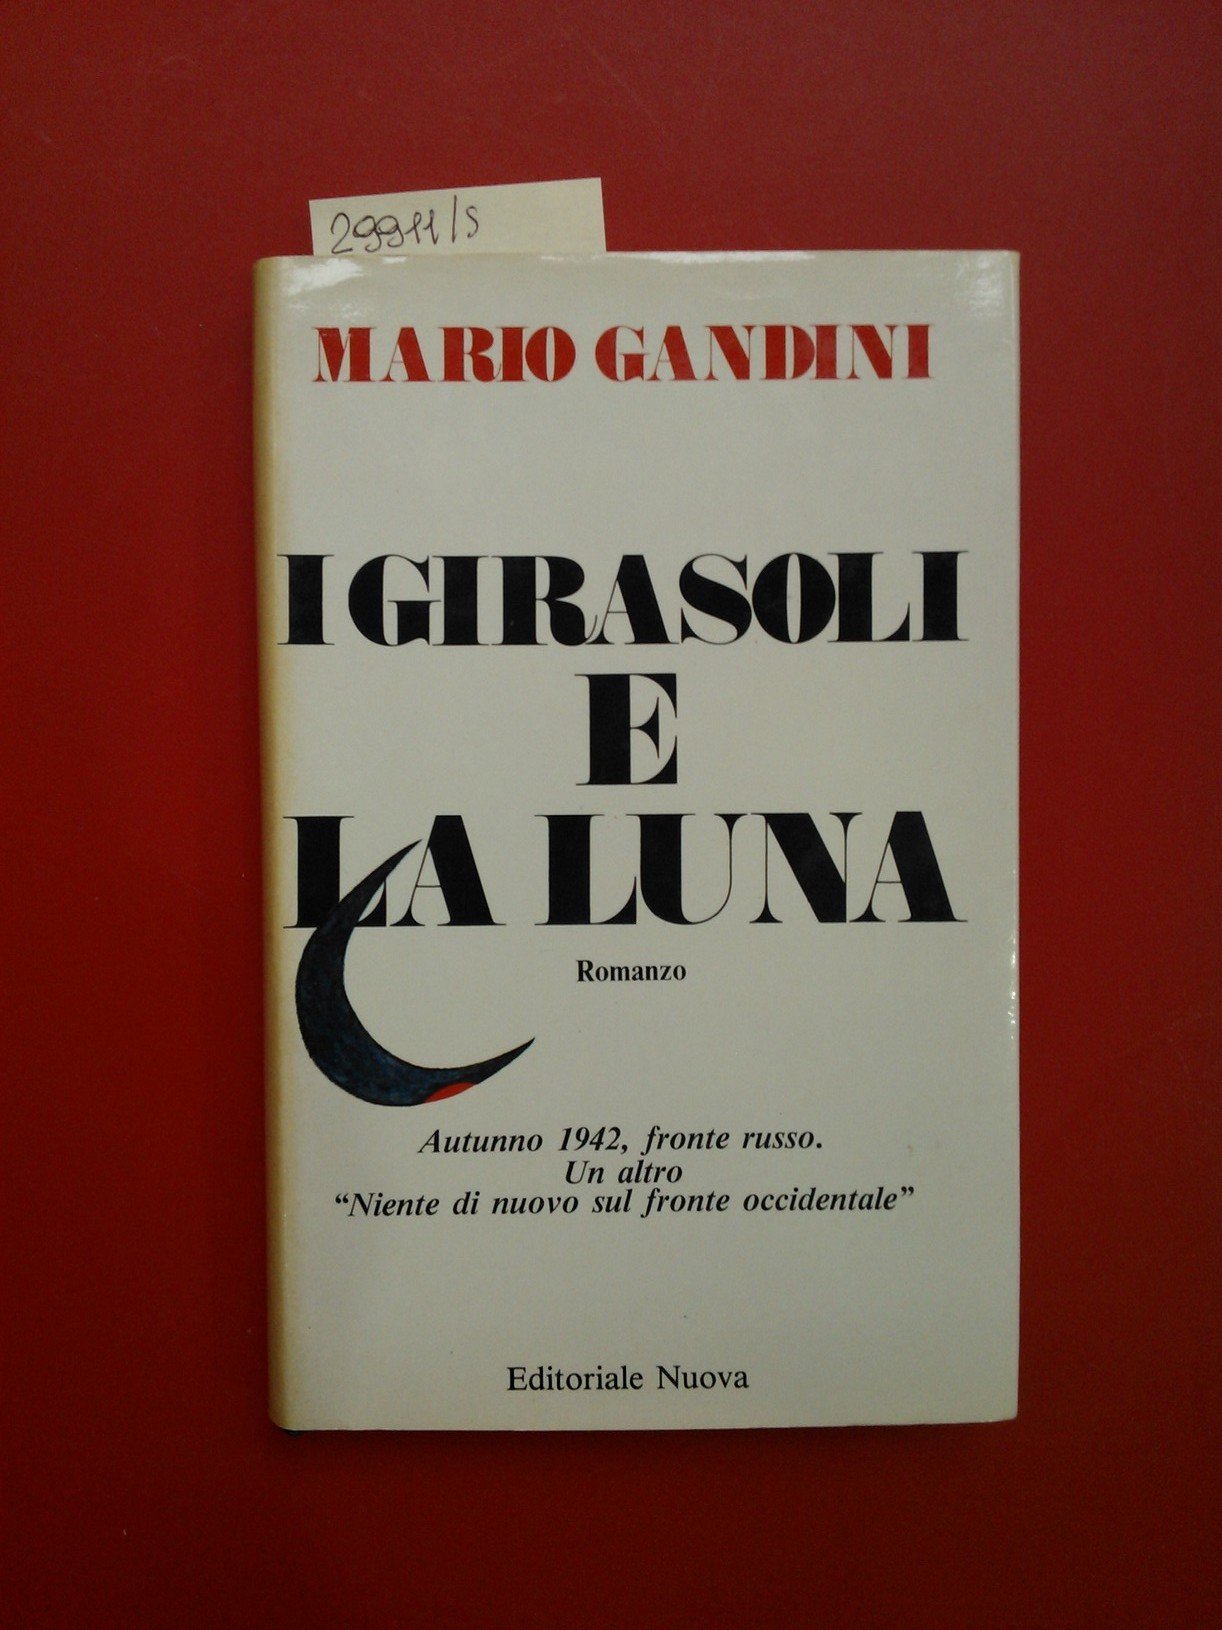 29911/S
MARIO GANDINI
I GIRASOLI
E
LA LUNA
Romanzo
Autunno 1942, fronte russo.
Un altro
“Niente di nuovo sul fronte occidentale”
Editoriale Nuova